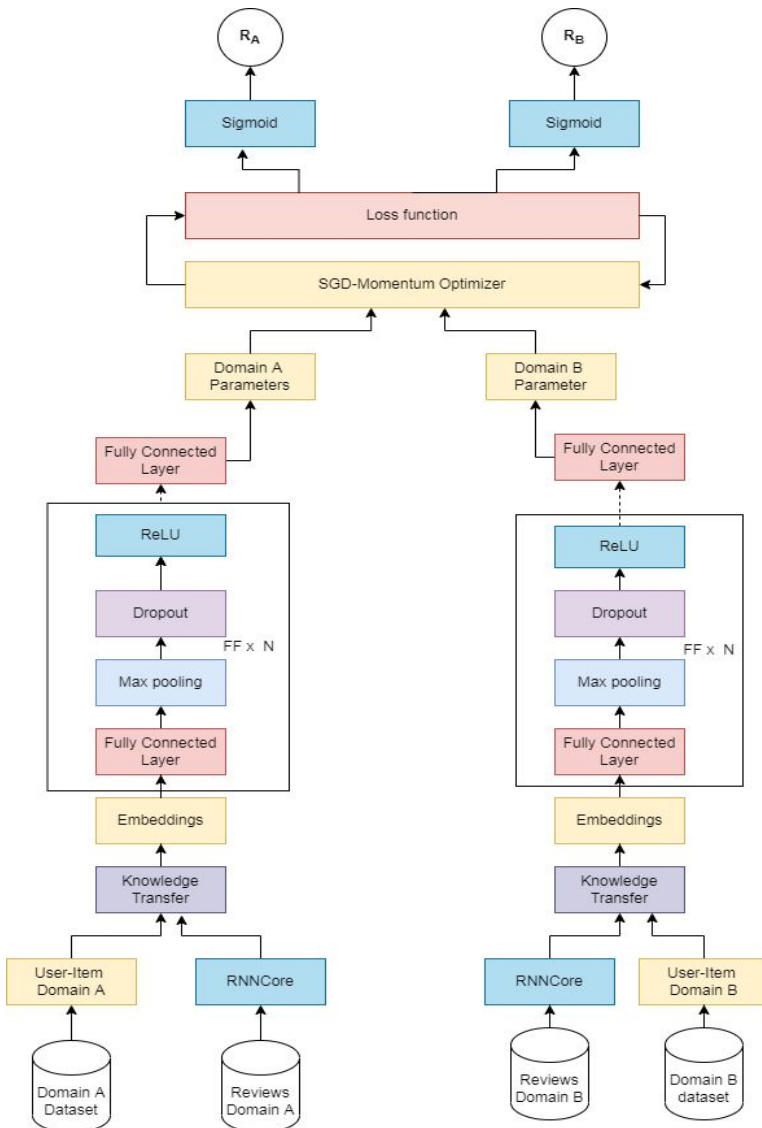 R_A
R_B
Sigmoid
Sigmoid
Loss function
SGD-Momentum Optimizer
Domain A
Parameters
Domain B
Parameter
Fully Connected
Layer
Fully Connected
Layer
ReLU
ReLU
Dropout
Dropout
FF x N
FF x N
Max pooling
Max pooling
Fully Connected
Layer
Fully Connected
Layer
Embeddings
Embeddings
Knowledge
Transfer
Knowledge
Transfer
User-Item
Domain A
RNNCore
RNNCore
User-Item
Domain B
Domain A
Dataset
Reviews
Domain A
Reviews
Domain B
Domain B
dataset